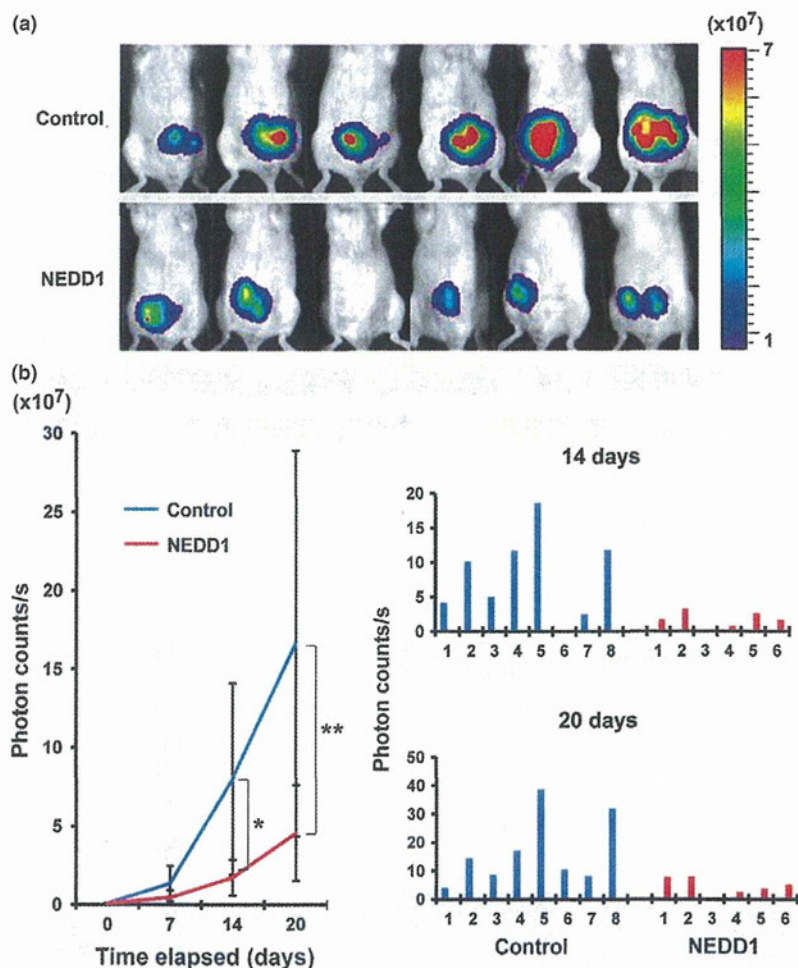 (a)
(x10⁷)
Control
7
NEDD1
1
(b)
(x10⁷)
30
25
20
15
10
5
0
Photon counts/s
Control
NEDD1
*
**
0 7 14 20
Time elapsed (days)
14 days
20
15
10
5
0
1 2 3 4 5 6 7 8 1 2 3 4 5 6
Photon counts/s
20 days
50
40
30
20
10
0
1 2 3 4 5 6 7 8 1 2 3 4 5 6
Control NEDD1